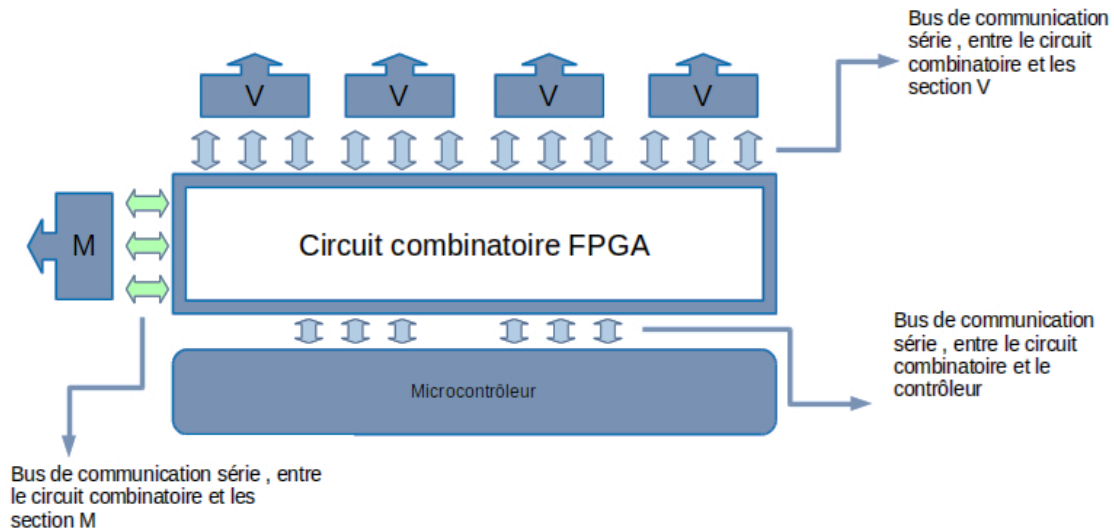 Bus de communication
série , entre le circuit
combinatoire et les
section V
V V V V
M
Circuit combinatoire FPGA
Bus de communication
série , entre le circuit
combinatoire et le
contrôleur
Microcontrôleur
Bus de communication série , entre
le circuit combinatoire et les
section M